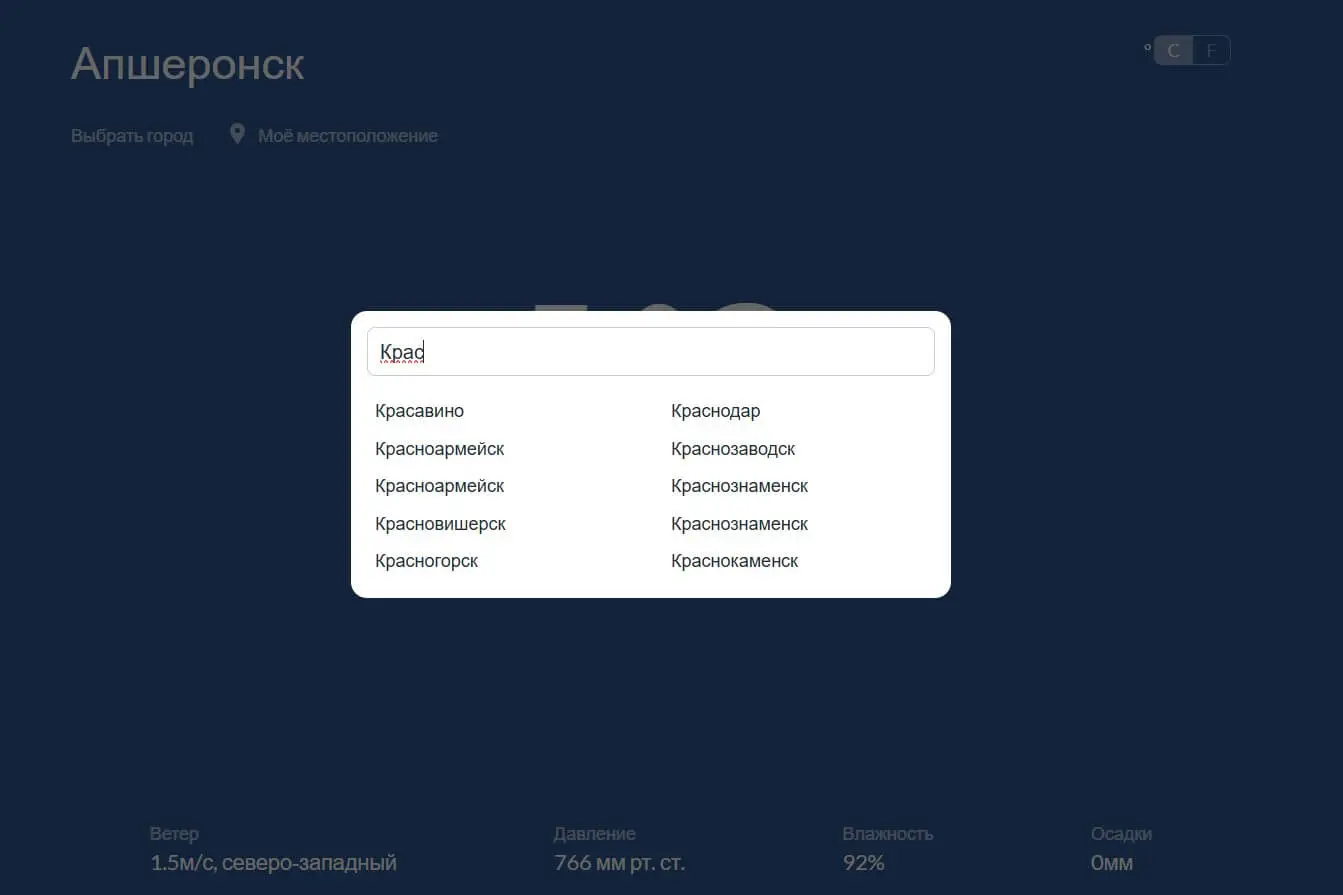 Апшеронск
° C F
Выбрать город Моё местоположение
Крас
Красавино Краснодар
Красноармейск Краснозаводск
Красноармейск Краснознаменск
Красновишерск Краснознаменск
Красногорск Краснокаменск
Ветер Давление Влажность Осадки
1.5м/с, северо-западный 766 мм рт. ст. 92% 0мм